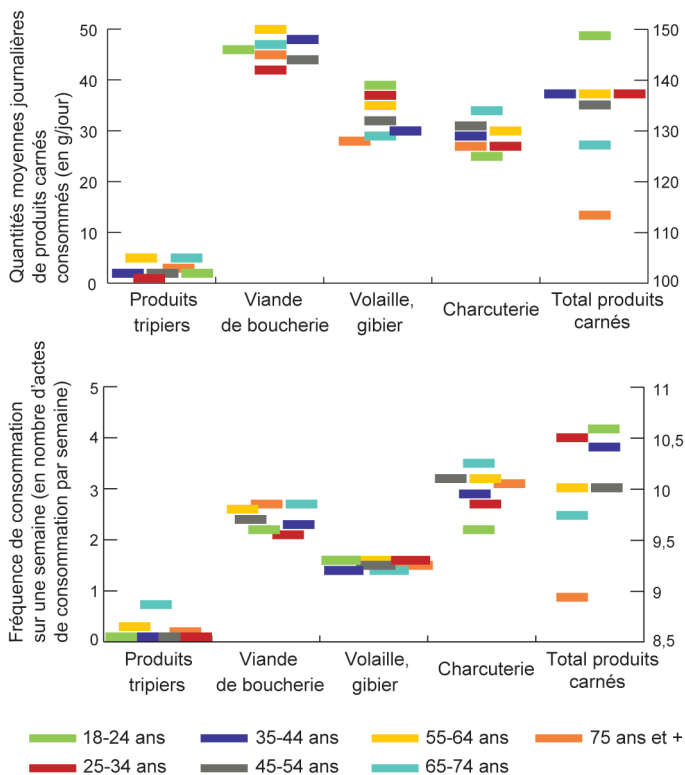 Quantités moyennes journalières
de produits carnés
consommés (en g/jour)
50
40
30
20
10
0
150
140
130
120
110
100
Produits
tripiers
Viande
de boucherie
Volaille,
gibier
Charcuterie
Total produits
carnés
Fréquence de consommation
sur une semaine (en nombre d'actes
de consommation par semaine)
5
4
3
2
1
0
11
10,5
10
9,5
9
8,5
Produits
tripiers
Viande
de boucherie
Volaille,
gibier
Charcuterie
Total produits
carnés
18-24 ans
35-44 ans
55-64 ans
75 ans et +
25-34 ans
45-54 ans
65-74 ans